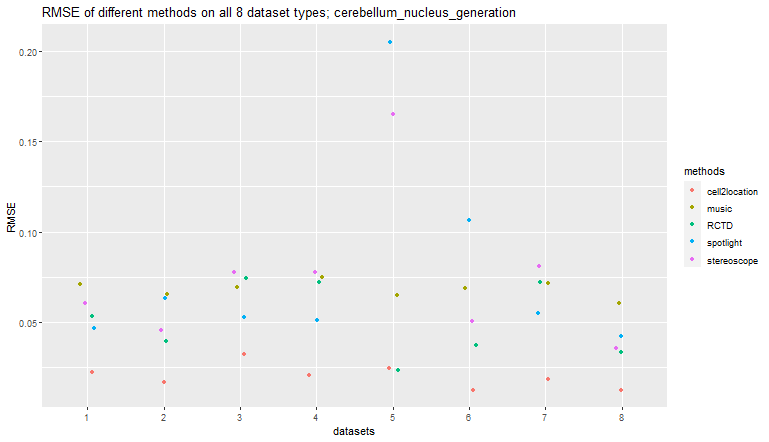 RMSE of different methods on all 8 dataset types; cerebellum_nucleus_generation
0.20
0.15
0.10
0.05
RMSE
1 2 3 4 5 6 7 8
datasets
methods
cell2location
music
RCTD
spotlight
stereoscope